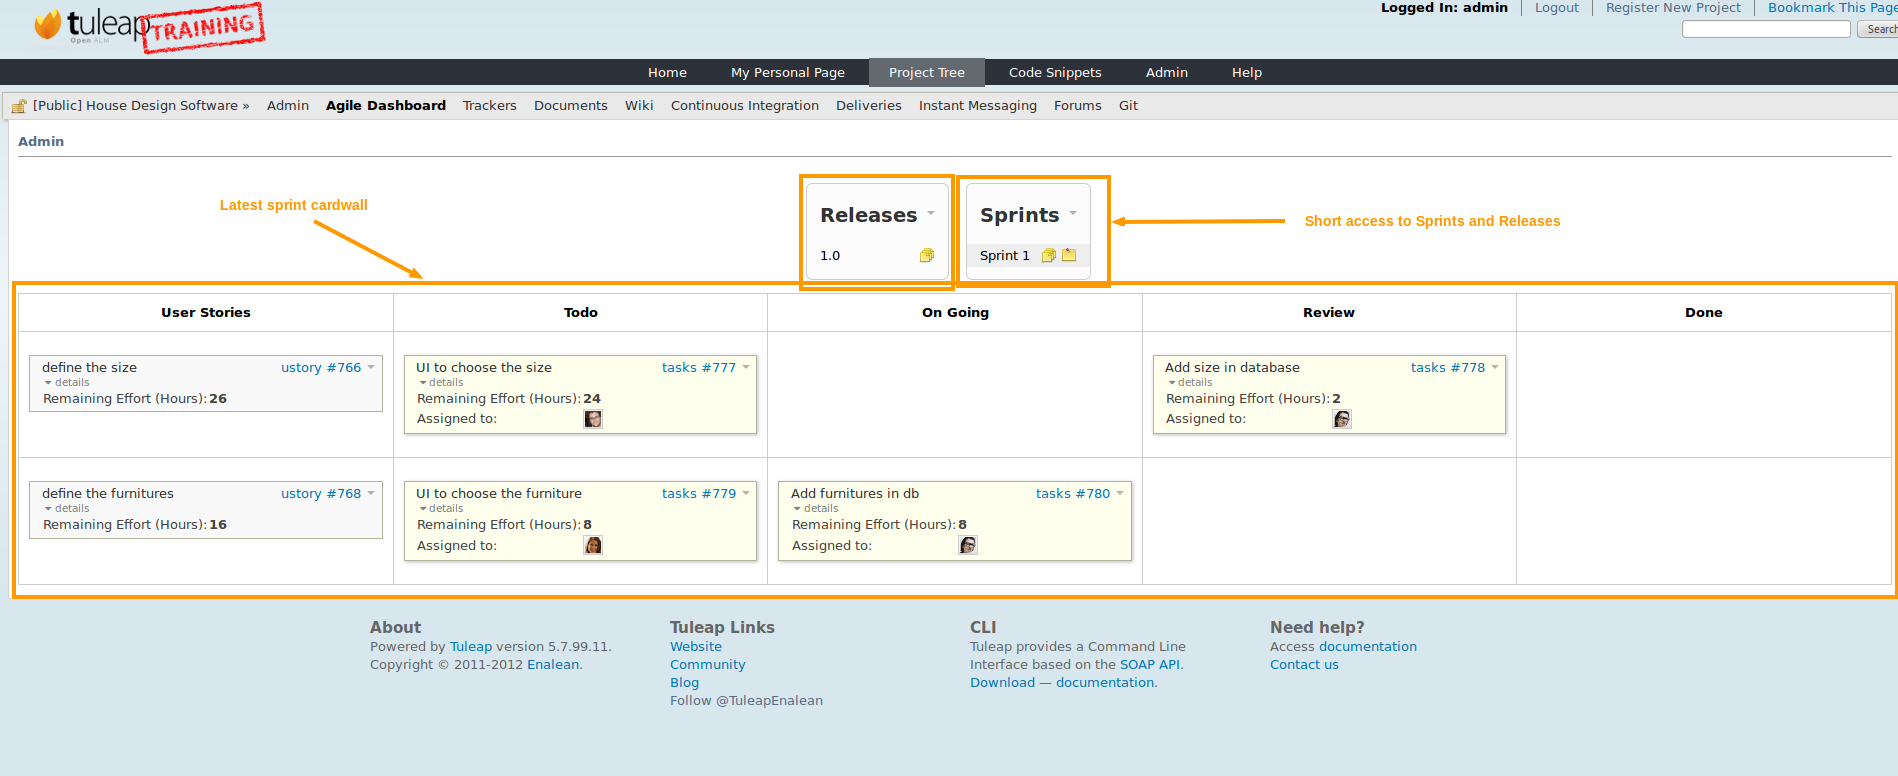 tuleap
Open ALM
TRAINING
Logged In: admin Logout Register New Project Bookmark This Page
Search
Home My Personal Page Project Tree Code Snippets Admin Help
[Public] House Design Software » Admin Agile Dashboard Trackers Documents Wiki Continuous Integration Deliveries Instant Messaging Forums Git
Admin
Latest sprint cardwall
Releases
1.0
Sprints
Sprint 1
Short access to Sprints and Releases
User Stories Todo On Going Review Done
define the size ustory #766
details
Remaining Effort (Hours): 26
UI to choose the size tasks #777
details
Remaining Effort (Hours): 24
Assigned to:
Add size in database tasks #778
details
Remaining Effort (Hours): 2
Assigned to:
define the furnitures ustory #768
details
Remaining Effort (Hours): 16
UI to choose the furniture tasks #779
details
Remaining Effort (Hours): 8
Assigned to:
Add furnitures in db tasks #780
details
Remaining Effort (Hours): 8
Assigned to:
About
Powered by Tuleap version 5.7.99.11.
Copyright © 2011-2012 Enalean.
Tuleap Links
Website
Community
Blog
Follow @TuleapEnalean
CLI
Tuleap provides a Command Line
Interface based on the SOAP API.
Download — documentation.
Need help?
Access documentation
Contact us